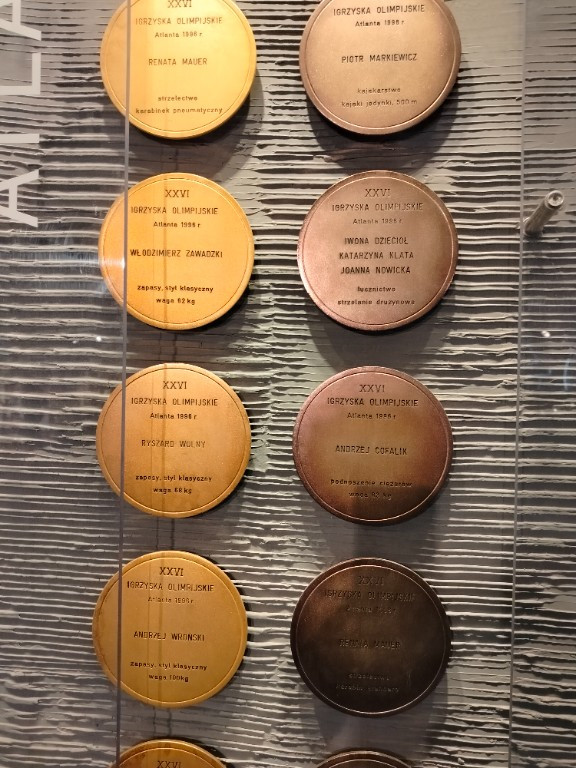 ATLA
XXVI
IGRZYSKA OLIMPIJSKIE
Atlanta 1996 r
RENATA MAUER
strzelectwo
karabinek pneumatyczny
IGRZYSKA OLIMPIJSKIE
Atlanta 1996 r
PIOTR MARKIEWICZ
kajakarstwo
kajaki jedynki, 500 m
XXVI
IGRZYSKA OLIMPIJSKIE
Atlanta 1996 r
WŁODZIMIERZ ZAWADZKI
zapasy, styl klasyczny
waga 62 kg
XXVI
IGRZYSKA OLIMPIJSKIE
Atlanta 1996 r
IWONA DZIĘCIOŁ
KATARZYNA KLATA
JOANNA NOWICKA
łucznictwo
strzelanie drużynowe
XXVI
IGRZYSKA OLIMPIJSKIE
Atlanta 1996 r
RYSZARD WOLNY
zapasy, styl klasyczny
waga 68 kg
XXVI
IGRZYSKA OLIMPIJSKIE
Atlanta 1996 r
ANDRZEJ COFALIK
podnoszenie ciężarów
waga
XXVI
IGRZYSKA OLIMPIJSKIE
Atlanta 1996 r
ANDRZEJ WROŃSKI
zapasy, styl klasyczny
waga 100kg
XXVI
IGRZYSKA OLIMPIJSKIE
RENATA MAUER
XXVI